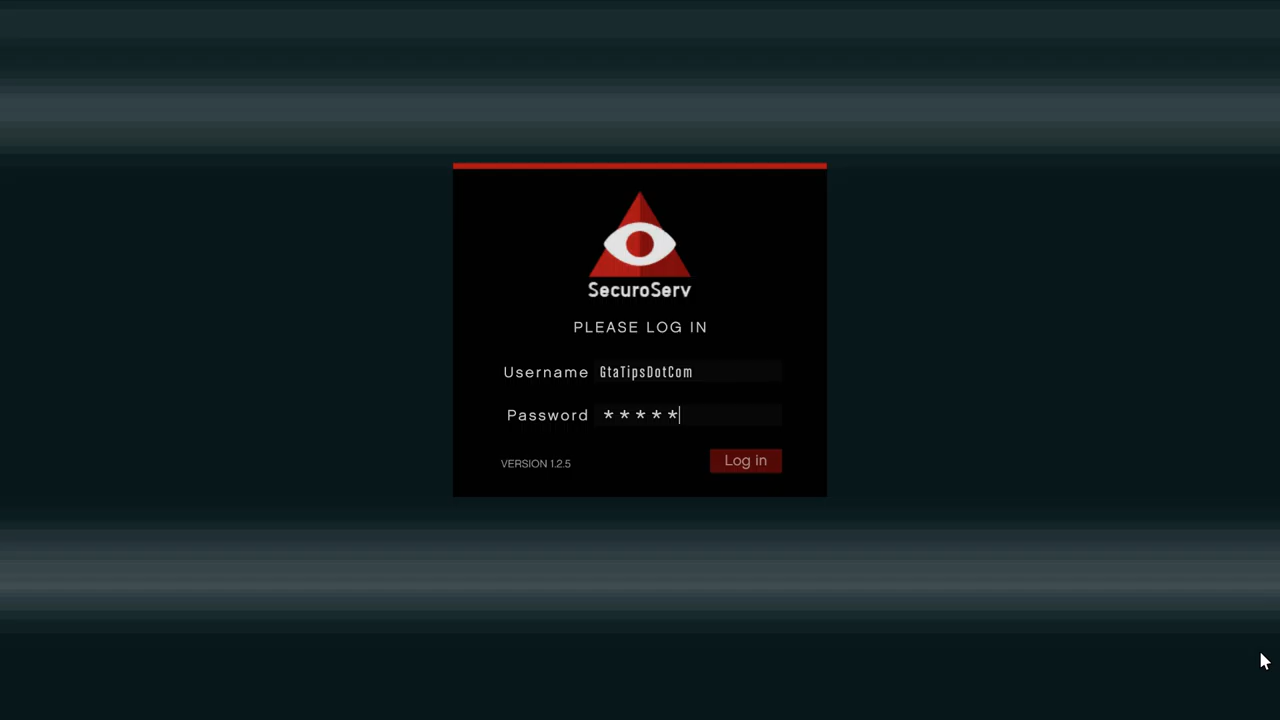 SecuroServ
PLEASE LOG IN
Username GtaTipsDotCom
Password *****
VERSION 1.2.5 Log in